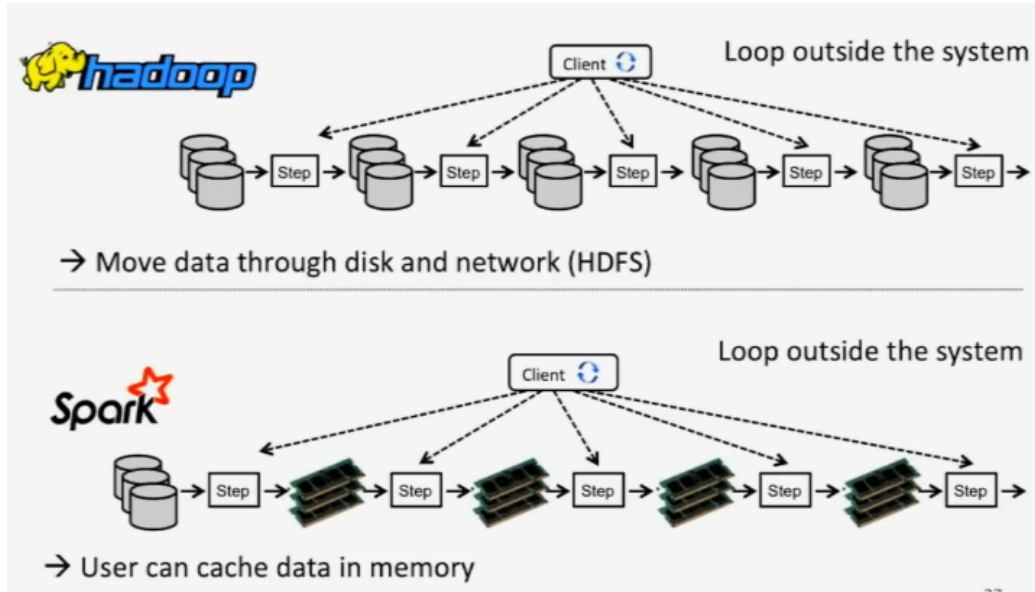 hadoop
Client
Loop outside the system
Step
Step
Step
Step
Step
→ Move data through disk and network (HDFS)
Loop outside the system
Client
Spark
Step
Step
Step
Step
Step
→ User can cache data in memory